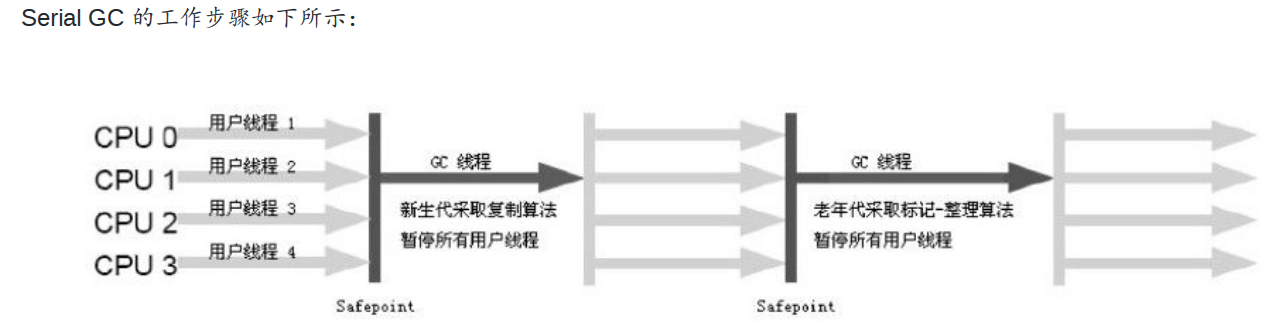 Serial GC 的工作步骤如下所示：
CPU 0 用户线程 1
CPU 1 用户线程 2
CPU 2 用户线程 3
CPU 3 用户线程 4
GC 线程
新生代采取复制算法
暂停所有用户线程
Safepoint
GC 线程
老年代采取标记-整理算法
暂停所有用户线程
Safepoint